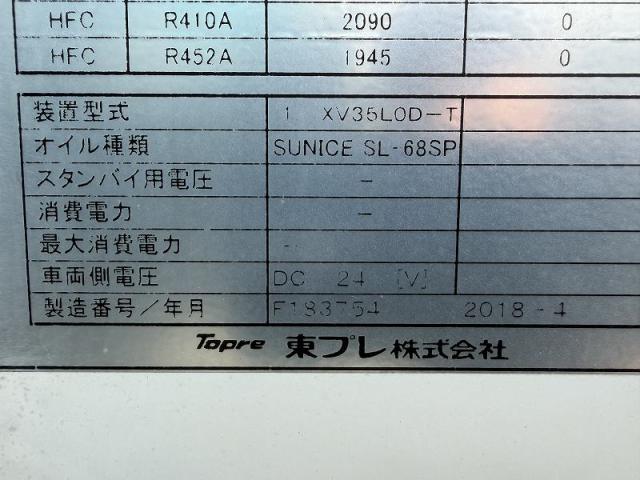 HFC R410A 2090 0
HFC R452A 1945 0
装置型式 1 XV35LOD-T
オイル種類 SUNICE SL-68SP
スタンバイ用電圧 -
消費電力 -
最大消費電力 -
車両側電圧 DC 24 [V]
製造番号/年月 F183754 2018-4
Topre 東プレ株式会社